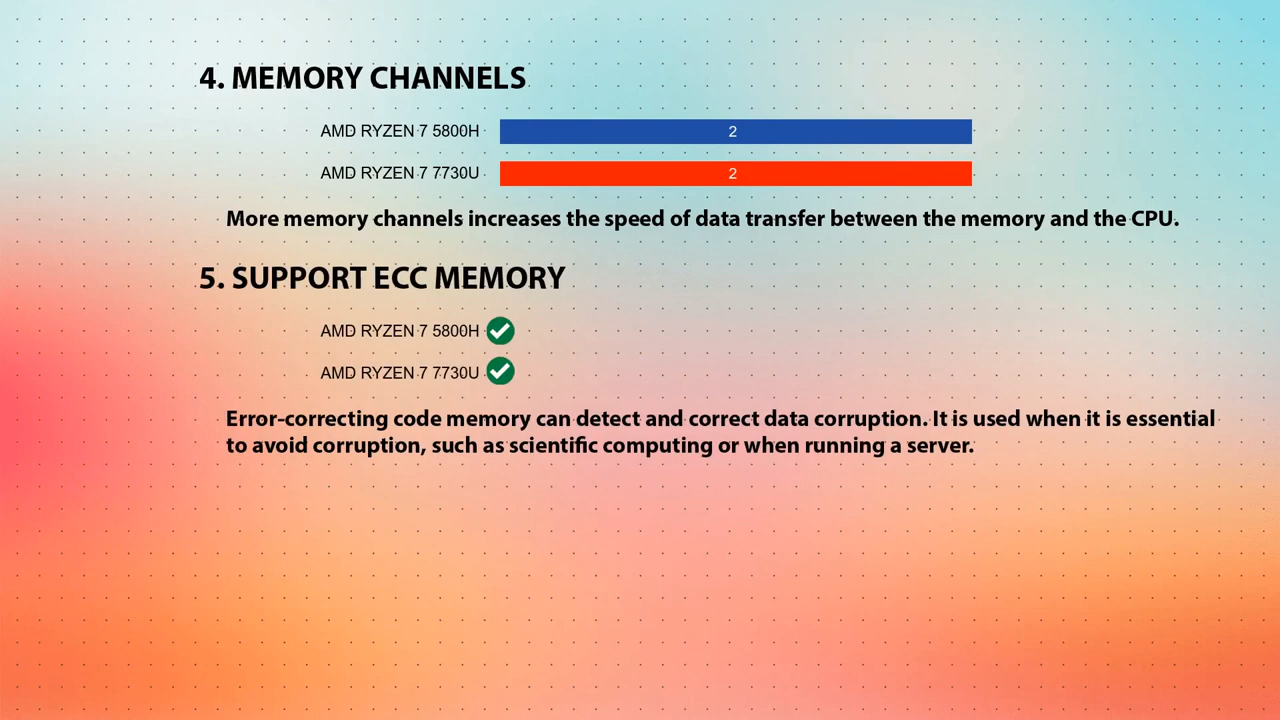 4. MEMORY CHANNELS
AMD RYZEN 7 5800H 2
AMD RYZEN 7 7730U 2
More memory channels increases the speed of data transfer between the memory and the CPU.
5. SUPPORT ECC MEMORY
AMD RYZEN 7 5800H
AMD RYZEN 7 7730U
Error-correcting code memory can detect and correct data corruption. It is used when it is essential
to avoid corruption, such as scientific computing or when running a server.